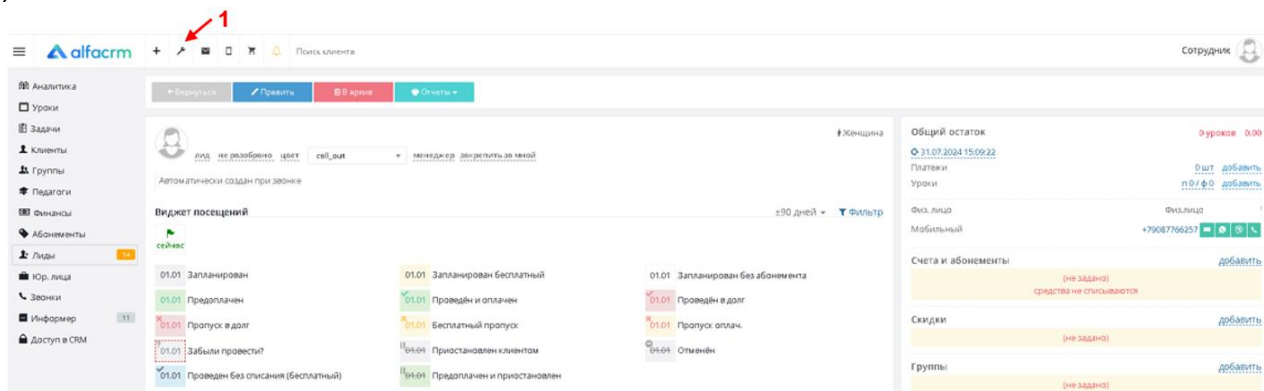 1
alfacrm
Поиск клиента
Сотрудник
Аналитика
Уроки
Задачи
Клиенты
Группы
Педагоги
Финансы
Абонементы
Лиды 14
Юр. лица
Звонки
Информер 11
Доступ в CRM
Вернуться Править В архив Отчеты
Женщина
лид не разобрано цвет call_out менеджер закрепить за мной
Автоматически создан при звонке
Виджет посещений ±90 дней Фильтр
сейчас
01.01 Запланирован 01.01 Запланирован бесплатный 01.01 Запланирован без абонемента
01.01 Предоплачен 01.01 Проведён и оплачен 01.01 Проведён в долг
01.01 Пропуск в долг 01.01 Бесплатный пропуск 01.01 Пропуск оплач.
01.01 Забыли провести? 01.01 Приостановлен клиентом 01.01 Отменён
01.01 Проведен без списания (бесплатный) 01.01 Предоплачен и приостановлен
Общий остаток 0 уроков 0.00
31.07.2024 15:09:22
Платежи 0 шт добавить
Уроки п 0 / ф 0 добавить
Физ. лицо Физ.лицо
Мобильный +79087766257
Счета и абонементы добавить
(не задано)
средства не списываются
Скидки добавить
(не задано)
Группы добавить
(не задано)